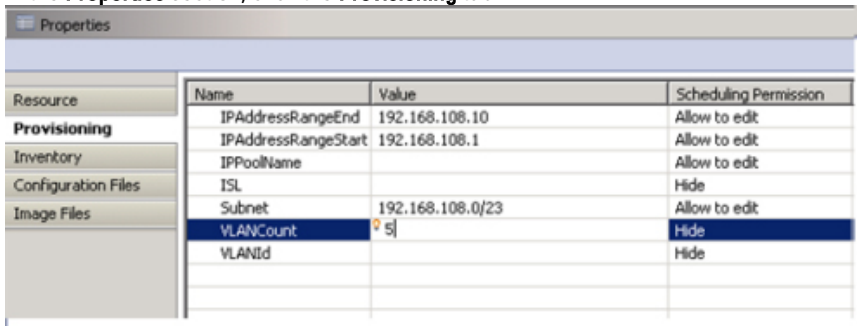 Properties
Name Value Scheduling Permission
Resource
Provisioning
Inventory
Configuration Files
Image Files
IPAddressRangeEnd 192.168.108.10 Allow to edit
IPAddressRangeStart 192.168.108.1 Allow to edit
IPPoolName Allow to edit
ISL Hide
Subnet 192.168.108.0/23 Allow to edit
VLANCount 5 Hide
VLANId Hide